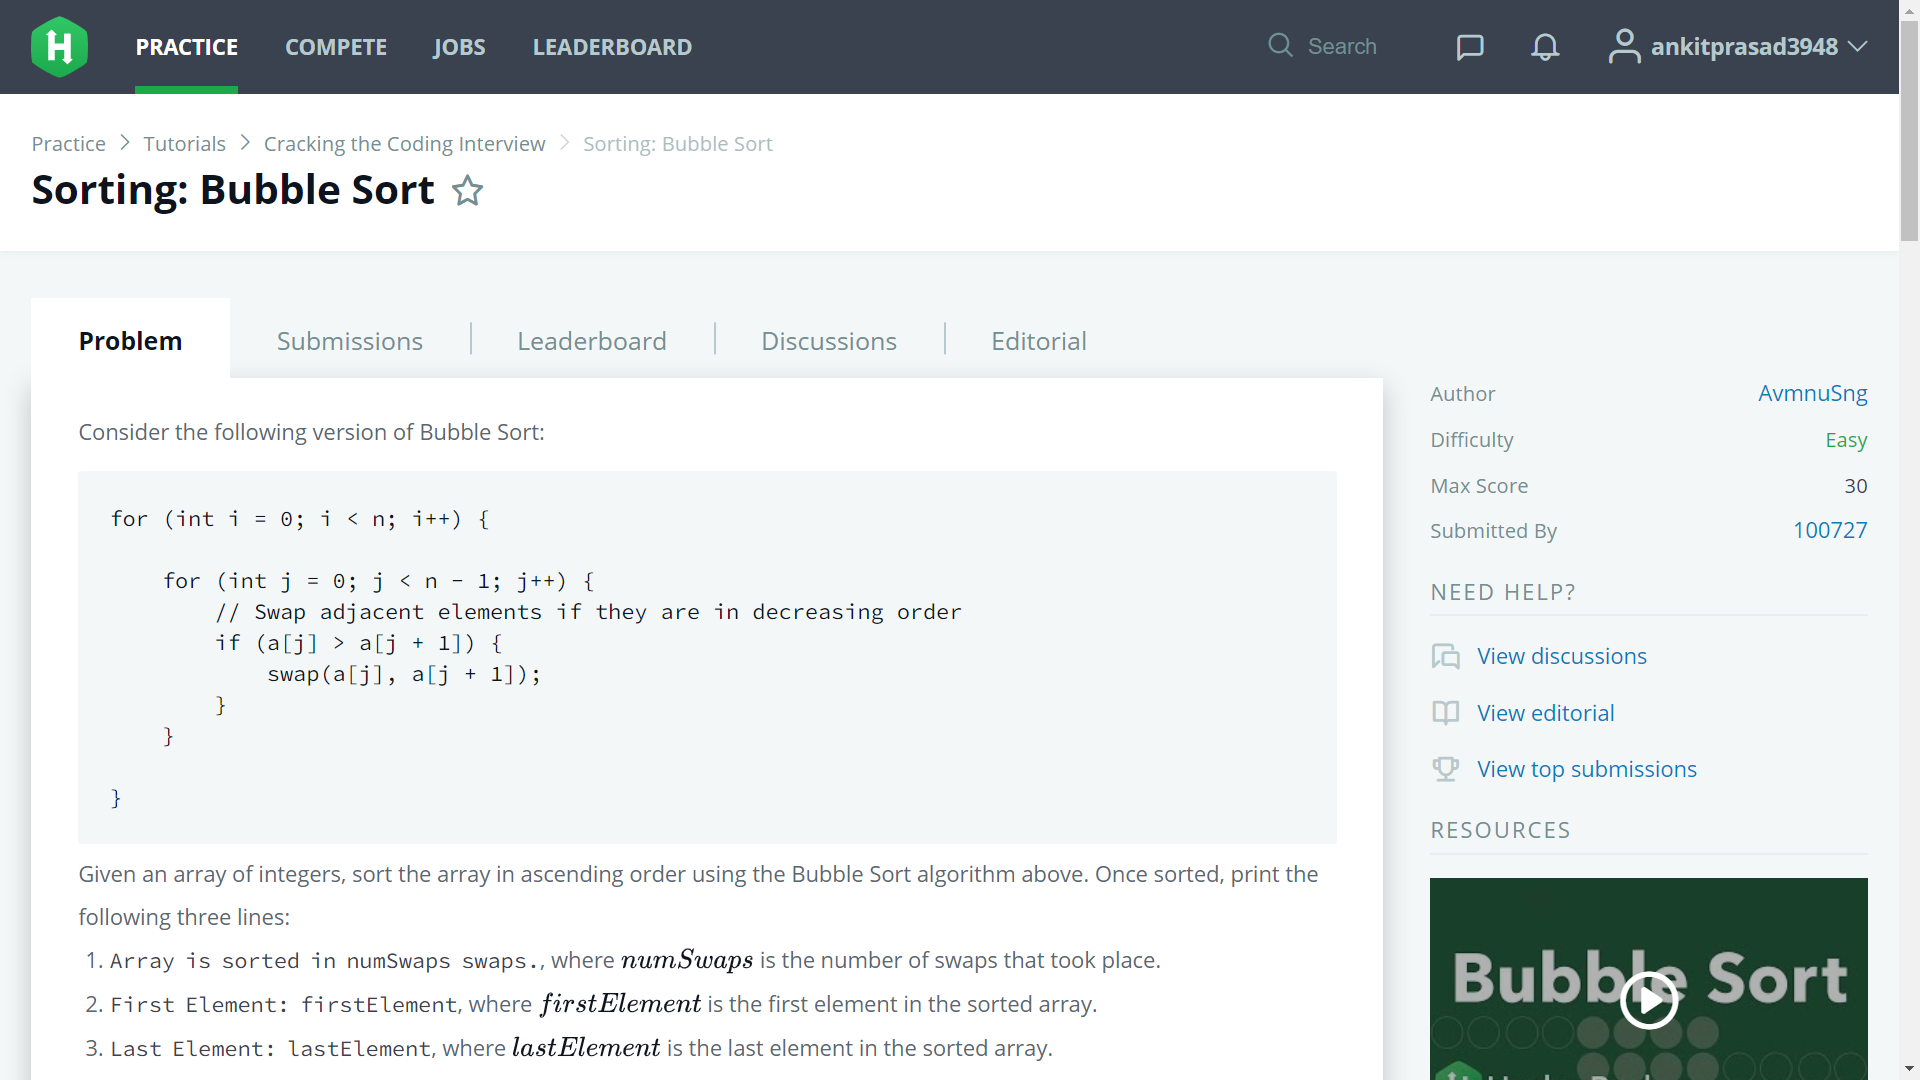 H
PRACTICE COMPETE JOBS LEADERBOARD Search ankitprasad3948
Practice > Tutorials > Cracking the Coding Interview > Sorting: Bubble Sort
Sorting: Bubble Sort
Problem Submissions Leaderboard Discussions Editorial
Consider the following version of Bubble Sort:
for (int i = 0; i < n; i++) {
for (int j = 0; j < n - 1; j++) {
// Swap adjacent elements if they are in decreasing order
if (a[j] > a[j + 1]) {
swap(a[j], a[j + 1]);
}
}
}
Given an array of integers, sort the array in ascending order using the Bubble Sort algorithm above. Once sorted, print the
following three lines:
1. Array is sorted in numSwaps swaps., where numSwaps is the number of swaps that took place.
2. First Element: firstElement, where firstElement is the first element in the sorted array.
3. Last Element: lastElement, where lastElement is the last element in the sorted array.
Author AvmnuSng
Difficulty Easy
Max Score 30
Submitted By 100727
NEED HELP?
View discussions
View editorial
View top submissions
RESOURCES
Bubble Sort